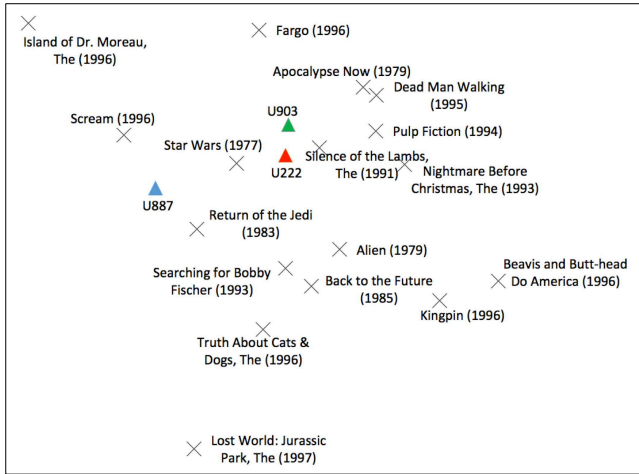 Island of Dr. Moreau,
The (1996)
Fargo (1996)
Apocalypse Now (1979)
Dead Man Walking
(1995)
U903
Scream (1996)
Pulp Fiction (1994)
Star Wars (1977)
Silence of the Lambs,
The (1991)
U222
Nightmare Before
Christmas, The (1993)
U887
Return of the Jedi
(1983)
Alien (1979)
Searching for Bobby
Fischer (1993)
Back to the Future
(1985)
Beavis and Butt-head
Do America (1996)
Kingpin (1996)
Truth About Cats &
Dogs, The (1996)
Lost World: Jurassic
Park, The (1997)